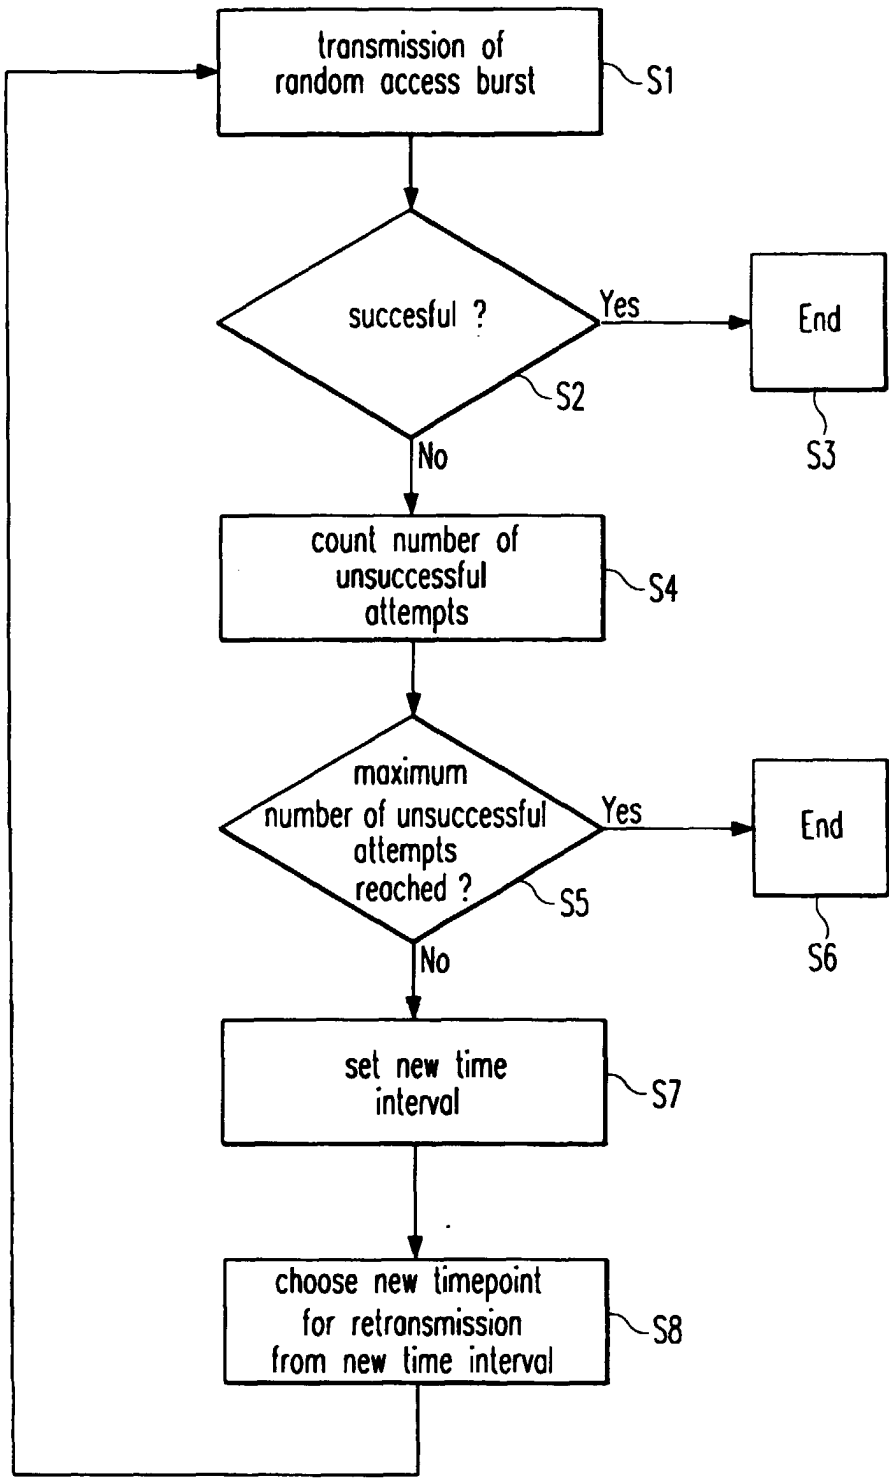 transmission of
random access burst
S1
succesful ?
Yes
End
S2
S3
No
count number of
unsuccessful
attempts
S4
maximum
number of unsuccessful
attempts
reached ?
Yes
End
S5
S6
No
set new time
interval
S7
choose new timepoint
for retransmission
from new time interval
S8